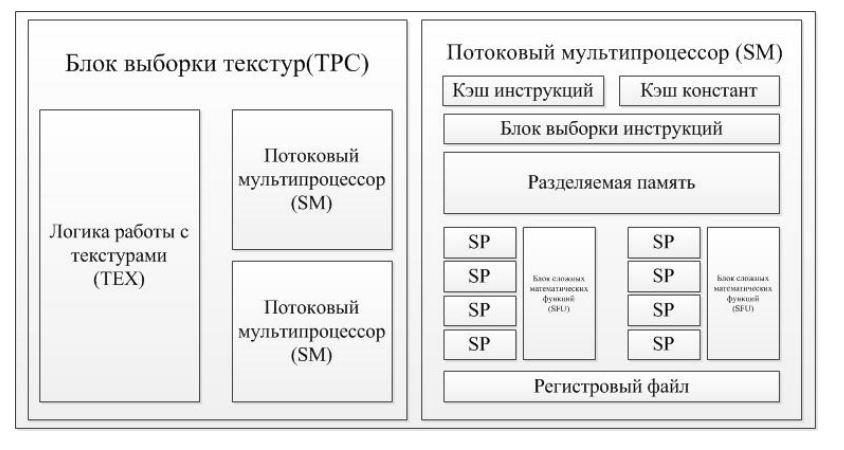 Блок выборки текстур(TPC)
Логика работы с
текстурами
(TEX)
Потоковый
мультипроцессор
(SM)
Потоковый
мультипроцессор
(SM)
Потоковый мультипроцессор (SM)
Кэш инструкций
Кэш констант
Блок выборки инструкций
Разделяемая память
SP
SP
SP
SP
Блок сложных
математических
функций
(SFU)
SP
SP
SP
SP
Блок сложных
математических
функций
(SFU)
Регистровый файл